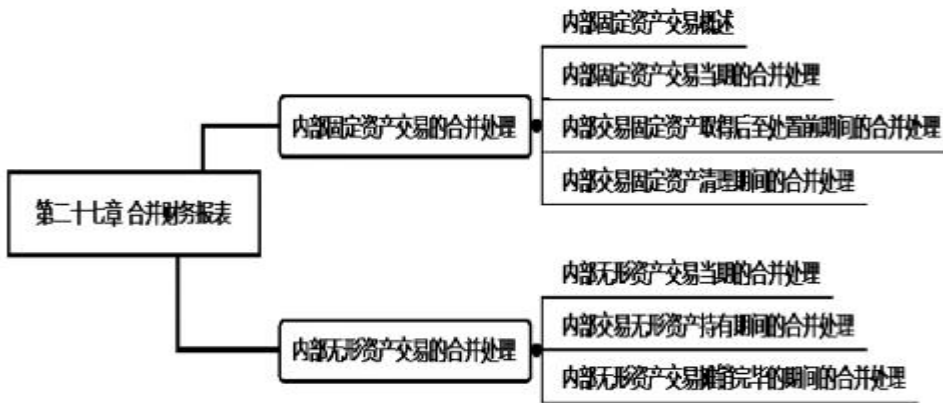 第二十七章 合并财务报表
内部固定资产交易的合并处理
内部固定资产交易概述
内部固定资产交易当期的合并处理
内部交易固定资产取得后至处置前期间的合并处理
内部交易固定资产清理期间的合并处理
内部无形资产交易的合并处理
内部无形资产交易当期的合并处理
内部交易无形资产持有期间的合并处理
内部无形资产交易摊销完毕的期间的合并处理